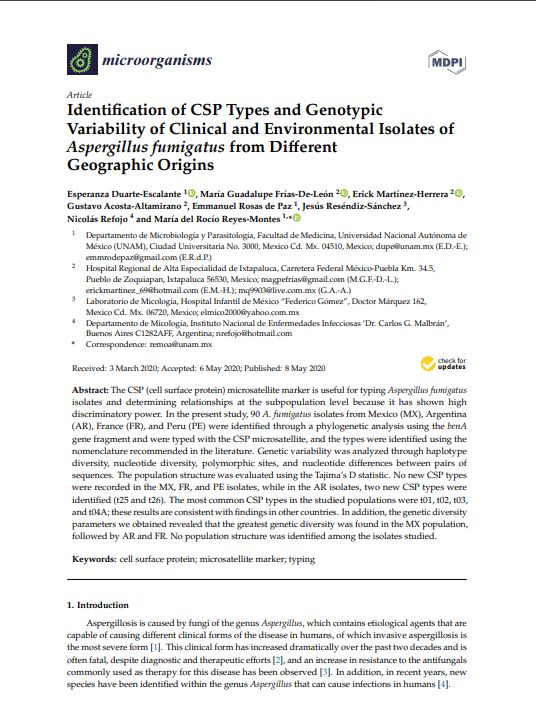 microorganisms
MDPI
Article
Identification of CSP Types and Genotypic
Variability of Clinical and Environmental Isolates of
Aspergillus fumigatus from Different
Geographic Origins
Esperanza Duarte-Escalante 1, María Guadalupe Frías-De-León 2, Erick Martínez-Herrera 2,
Gustavo Acosta-Altamirano 2, Emmanuel Rosas de Paz 1, Jesús Reséndiz-Sánchez 3,
Nicolás Refojo 4 and María del Rocío Reyes-Montes 1,*
1 Departamento de Microbiología y Parasitología, Facultad de Medicina, Universidad Nacional Autónoma de
México (UNAM), Ciudad Universitaria No. 3000, Mexico Cd. Mx. 04510, Mexico; dupe@unam.mx (E.D.-E.);
emmrodepaz@gmail.com (E.R.d.P.)
2 Hospital Regional de Alta Especialidad de Ixtapaluca, Carretera Federal México-Puebla Km. 34.5,
Pueblo de Zoquiapan, Ixtapaluca 56530, Mexico; magpefrias@gmail.com (M.G.F.-D.-L.);
erickmartinez_69@hotmail.com (E.M.-H.); mq9903@live.com.mx (G.A.-A.)
3 Laboratorio de Micología, Hospital Infantil de México “Federico Gómez”, Doctor Márquez 162,
Mexico Cd. Mx. 06720, Mexico; elmico2000@yahoo.com.mx
4 Departamento de Micología, Instituto Nacional de Enfermedades Infecciosas ‘Dr. Carlos G. Malbrán’,
Buenos Aires C1282AFF, Argentina; nrefojo@hotmail.com
* Correspondence: remoa@unam.mx
Received: 3 March 2020; Accepted: 6 May 2020; Published: 8 May 2020
check for
updates
Abstract: The CSP (cell surface protein) microsatellite marker is useful for typing Aspergillus fumigatus
isolates and determining relationships at the subpopulation level because it has shown high
discriminatory power. In the present study, 90 A. fumigatus isolates from Mexico (MX), Argentina
(AR), France (FR), and Peru (PE) were identified through a phylogenetic analysis using the benA
gene fragment and were typed with the CSP microsatellite, and the types were identified using the
nomenclature recommended in the literature. Genetic variability was analyzed through haplotype
diversity, nucleotide diversity, polymorphic sites, and nucleotide differences between pairs of
sequences. The population structure was evaluated using the Tajima’s D statistic. No new CSP types
were recorded in the MX, FR, and PE isolates, while in the AR isolates, two new CSP types were
identified (t25 and t26). The most common CSP types in the studied populations were t01, t02, t03,
and t04A; these results are consistent with findings in other countries. In addition, the genetic diversity
parameters we obtained revealed that the greatest genetic diversity was found in the MX population,
followed by AR and FR. No population structure was identified among the isolates studied.
Keywords: cell surface protein; microsatellite marker; typing
1. Introduction
Aspergillosis is caused by fungi of the genus Aspergillus, which contains etiological agents that are
capable of causing different clinical forms of the disease in humans, of which invasive aspergillosis is
the most severe form [1]. This clinical form has increased dramatically over the past two decades and is
often fatal, despite diagnostic and therapeutic efforts [2], and an increase in resistance to the antifungals
commonly used as therapy for this disease has been observed [3]. In addition, in recent years, new
species have been identified within the genus Aspergillus that can cause infections in humans [4].